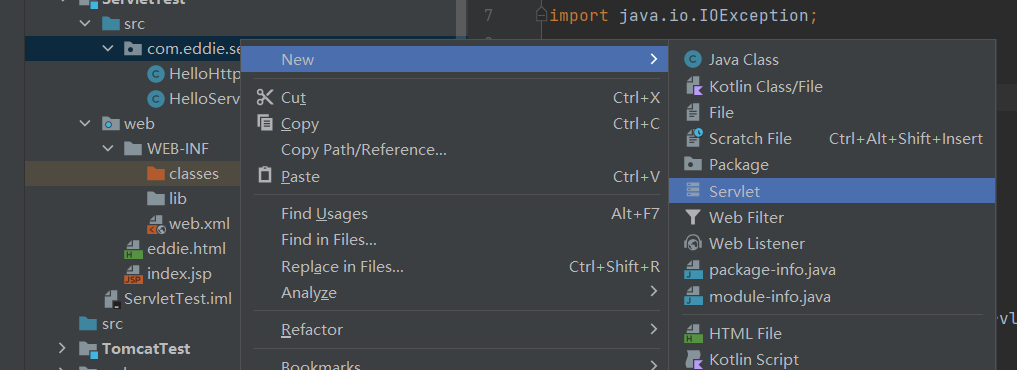 ServletTest
src
com.eddie.se
HelloHttp
HelloServ
web
WEB-INF
classes
lib
web.xml
eddie.html
index.jsp
ServletTest.iml
src
TomcatTest
7 import java.io.IOException;
New
Cut Ctrl+X
Copy Ctrl+C
Copy Path/Reference...
Paste Ctrl+V
Find Usages Alt+F7
Find in Files...
Replace in Files... Ctrl+Shift+R
Analyze
Refactor
Bookmarks
Java Class
Kotlin Class/File
File
Scratch File Ctrl+Alt+Shift+Insert
Package
Servlet
Web Filter
Web Listener
package-info.java
module-info.java
HTML File
Kotlin Script
vl